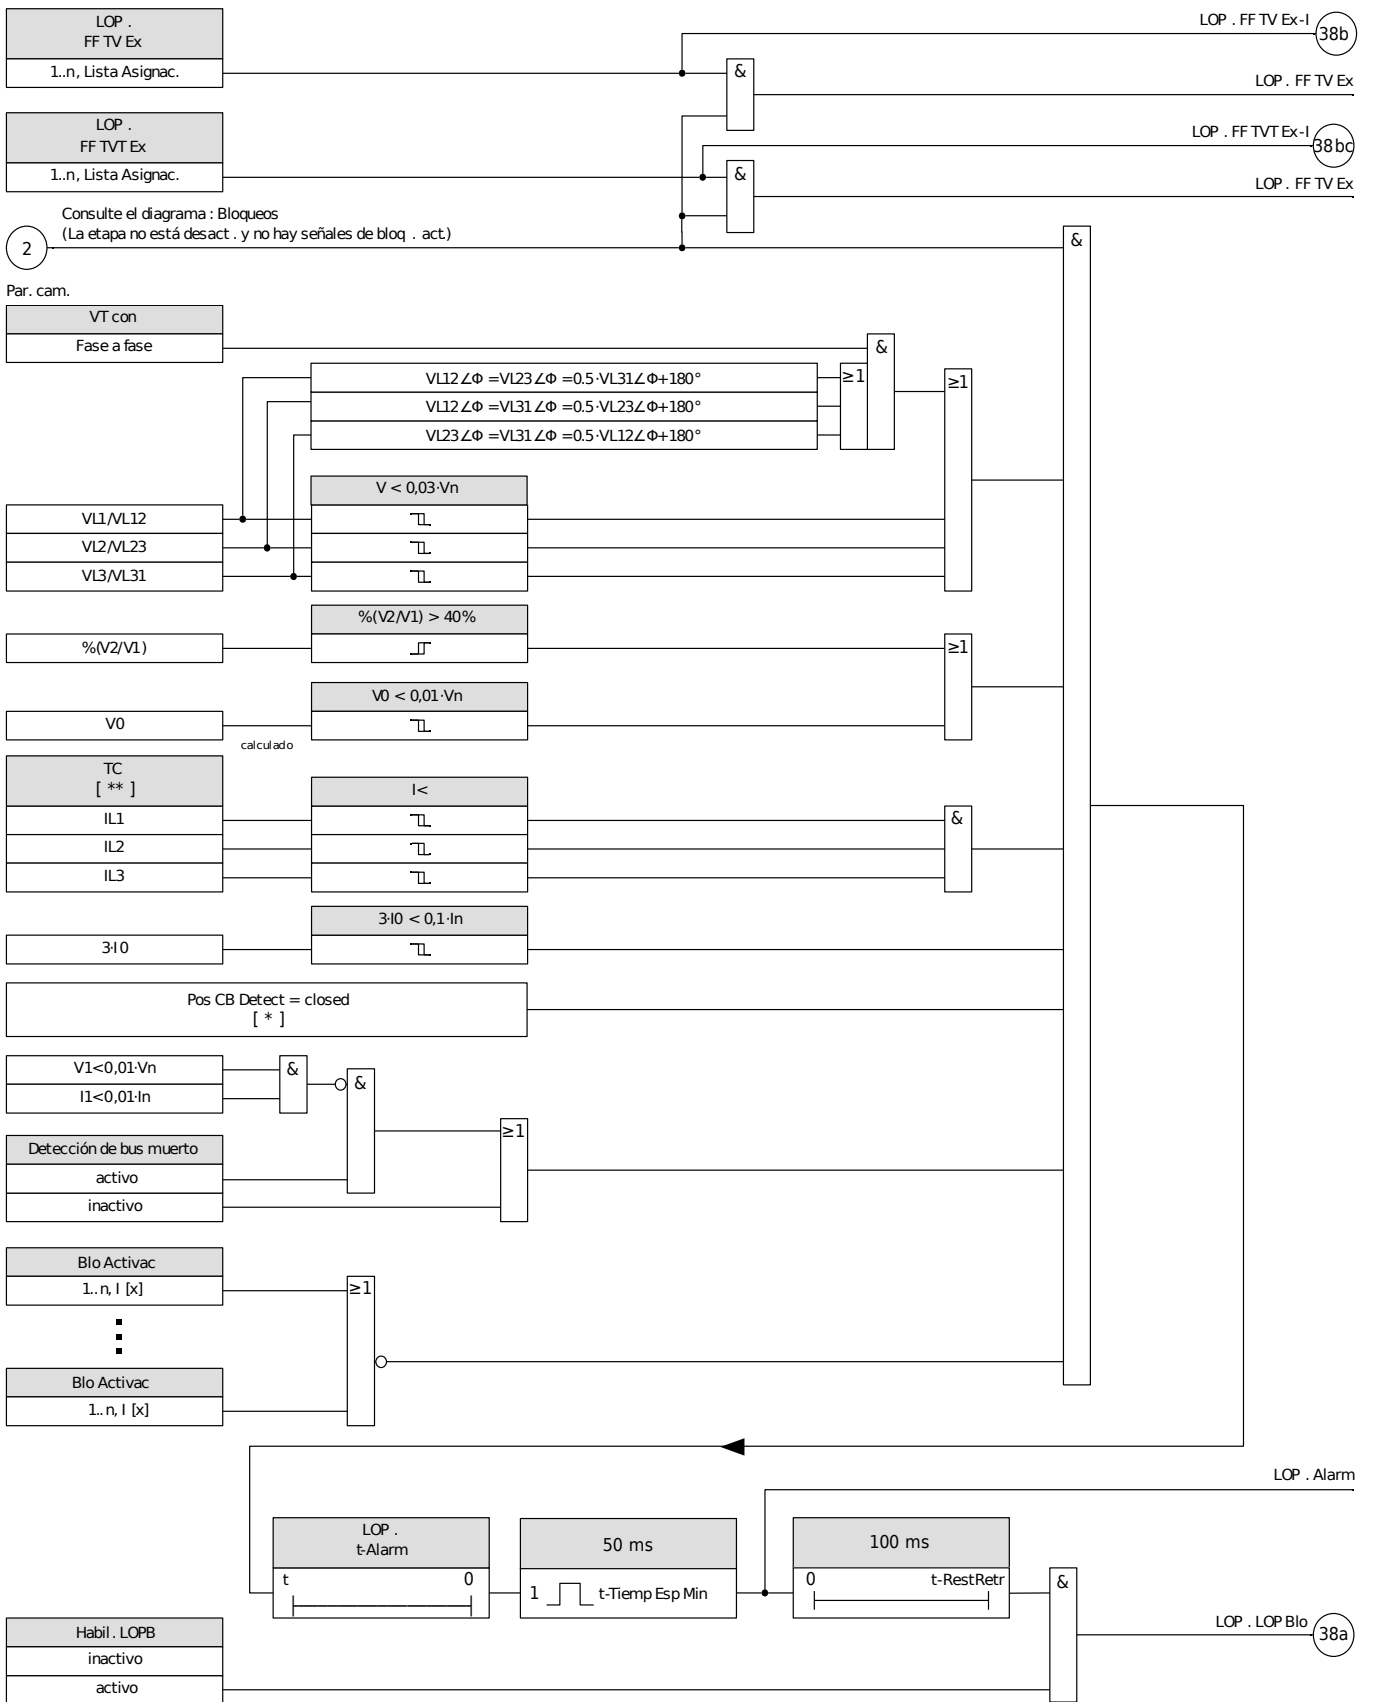 LOP .
FF TV Ex
1..n, Lista Asignac.
LOP . FF TV Ex-I
38b
&
LOP . FF TV Ex
LOP .
FF TVT Ex
1..n, Lista Asignac.
LOP . FF TVT Ex-I
38bc
&
LOP . FF TV Ex
Consulte el diagrama : Bloqueos
(La etapa no está desact . y no hay señales de bloq . act.)
2
&
Par. cam.
VT con
Fase a fase
&
≥1
≥1
VL12∠Φ =VL23∠Φ =0.5·VL31∠Φ+180°
VL12∠Φ =VL31∠Φ =0.5·VL23∠Φ+180°
VL23∠Φ =VL31∠Φ =0.5·VL12∠Φ+180°
V < 0,03·Vn
VL1/VL12
VL2/VL23
VL3/VL31
%(V2/V1) > 40%
%(V2/V1)
≥1
V0 < 0,01·Vn
V0
calculado
TC
[ ** ]
I<
IL1
&
IL2
IL3
3·I0 < 0,1·In
3·I0
Pos CB Detect = closed
[ * ]
V1<0,01·Vn
I1<0,01·In
&
&
≥1
Detección de bus muerto
activo
inactivo
Blo Activac
1..n, I [x]
≥1
Blo Activac
1..n, I [x]
LOP . Alarm
LOP .
t-Alarm
t 0
50 ms
1 t-Tiemp Esp Min
100 ms
0 t-RestRetr
&
LOP . LOP Blo
38a
Habil . LOPB
inactivo
activo